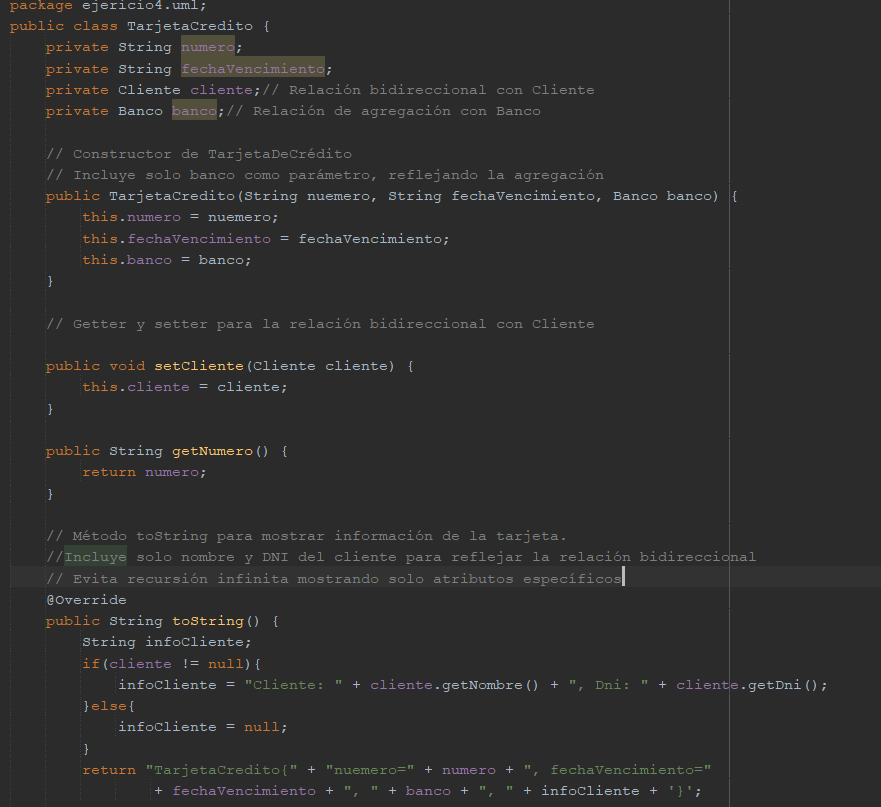 package ejericio4.uml;
public class TarjetaCredito {
    private String numero;
    private String fechaVencimiento;
    private Cliente cliente;// Relación bidireccional con Cliente
    private Banco banco;// Relación de agregación con Banco

    // Constructor de TarjetaDeCrédito
    // Incluye solo banco como parámetro, reflejando la agregación
    public TarjetaCredito(String nuemero, String fechaVencimiento, Banco banco) {
        this.numero = nuemero;
        this.fechaVencimiento = fechaVencimiento;
        this.banco = banco;
    }

    // Getter y setter para la relación bidireccional con Cliente

    public void setCliente(Cliente cliente) {
        this.cliente = cliente;
    }

    public String getNumero() {
        return numero;
    }

    // Método toString para mostrar información de la tarjeta.
    //Incluye solo nombre y DNI del cliente para reflejar la relación bidireccional
    // Evita recursión infinita mostrando solo atributos específicos
    @Override
    public String toString() {
        String infoCliente;
        if(cliente != null){
            infoCliente = "Cliente: " + cliente.getNombre() + ", Dni: " + cliente.getDni();
        }else{
            infoCliente = null;
        }
        return "TarjetaCredito{" + "nuemero=" + numero + ", fechaVencimiento="
                + fechaVencimiento + ", " + banco + ", " + infoCliente + '}';